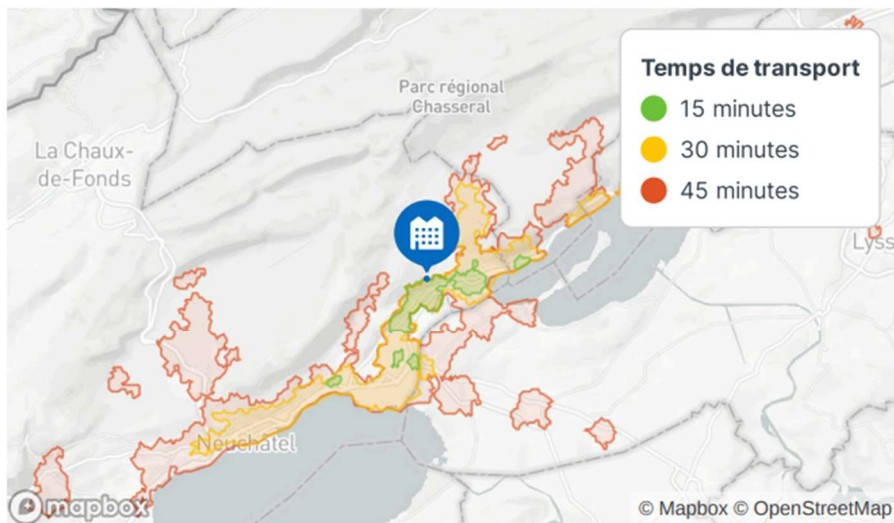 Temps de transport
15 minutes
30 minutes
45 minutes
Parc régional
Chasseral
La Chaux-
de-Fonds
Lyss
Neuchâtel
mapbox
© Mapbox © OpenStreetMap